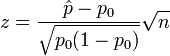 z = \frac{\hat{p} - p_0}{\sqrt{p_0(1 - p_0)}} \sqrt{n}